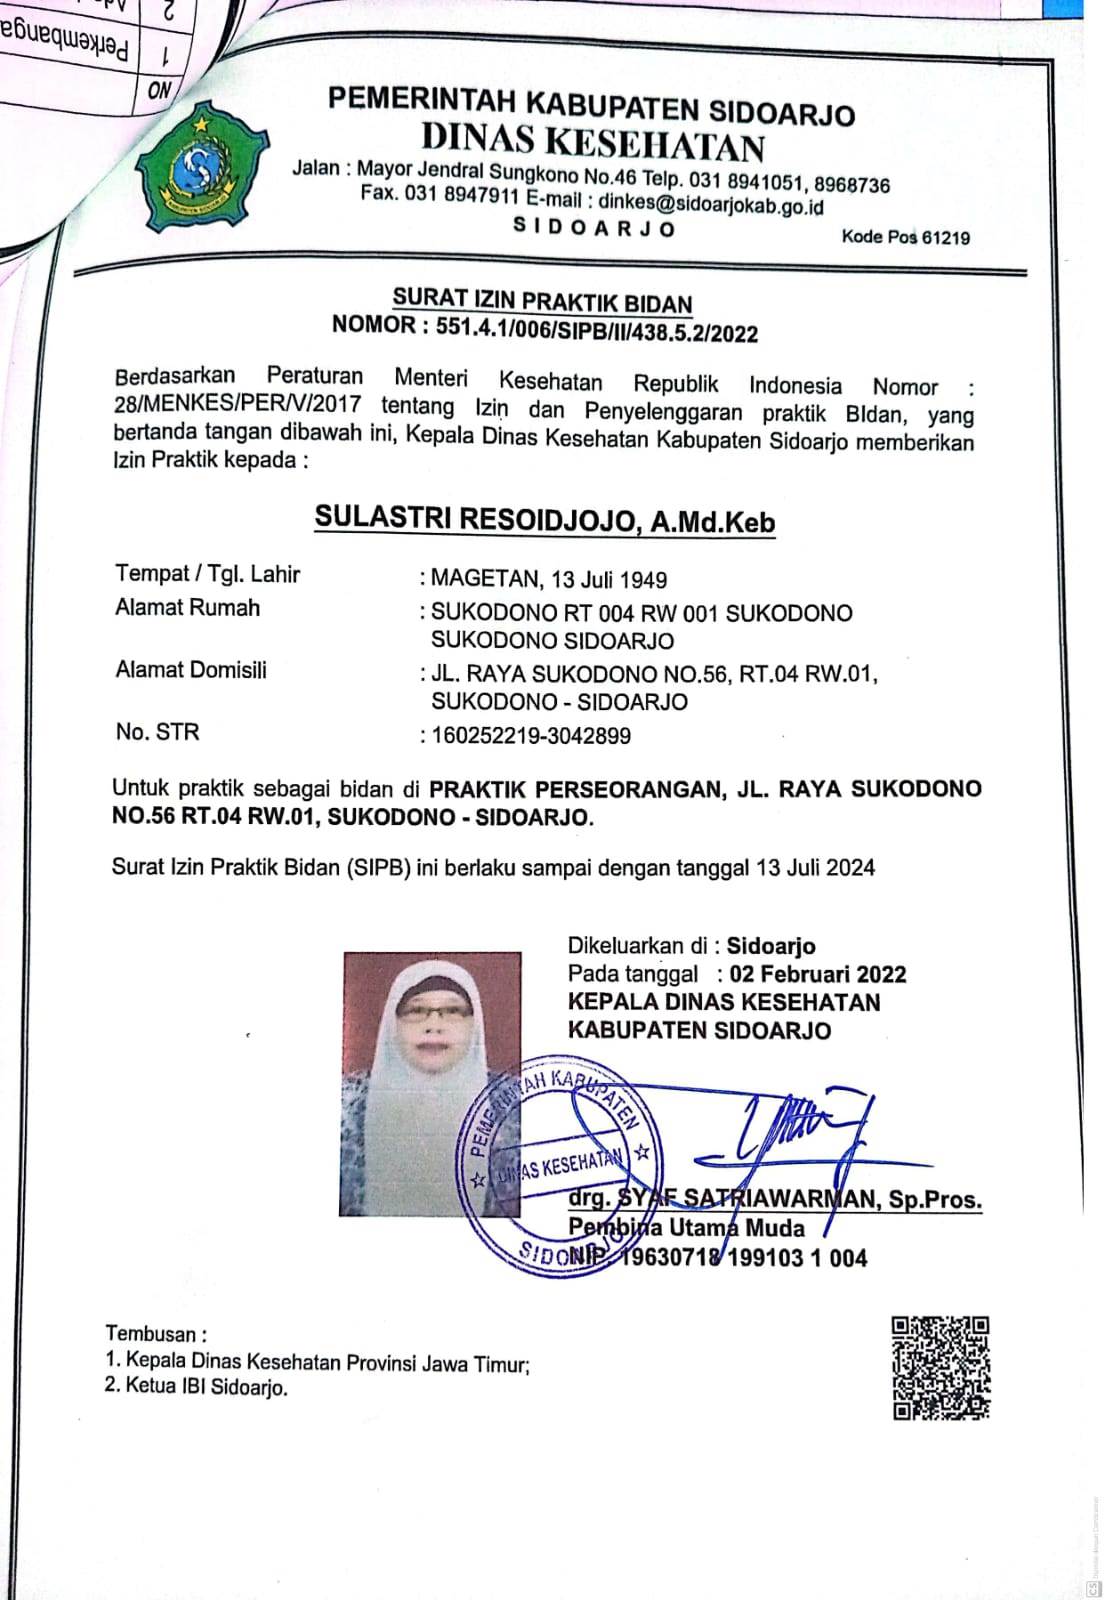 NO
1 Perkembanga
2
PEMERINTAH KABUPATEN SIDOARJO
DINAS KESEHATAN
Jalan : Mayor Jendral Sungkono No.46 Telp. 031 8941051, 8968736
Fax. 031 8947911 E-mail : dinkes@sidoarjokab.go.id
SIDOARJO
Kode Pos 61219
SURAT IZIN PRAKTIK BIDAN
NOMOR : 551.4.1/006/SIPB/II/438.5.2/2022
Berdasarkan Peraturan Menteri Kesehatan Republik Indonesia Nomor :
28/MENKES/PER/V/2017 tentang Izin dan Penyelenggaran praktik BIdan, yang
bertanda tangan dibawah ini, Kepala Dinas Kesehatan Kabupaten Sidoarjo memberikan
Izin Praktik kepada :
SULASTRI RESOIDJOJO, A.Md.Keb
Tempat / Tgl. Lahir : MAGETAN, 13 Juli 1949
Alamat Rumah : SUKODONO RT 004 RW 001 SUKODONO
SUKODONO SIDOARJO
Alamat Domisili : JL. RAYA SUKODONO NO.56, RT.04 RW.01,
SUKODONO - SIDOARJO
No. STR : 160252219-3042899
Untuk praktik sebagai bidan di PRAKTIK PERSEORANGAN, JL. RAYA SUKODONO
NO.56 RT.04 RW.01, SUKODONO - SIDOARJO.
Surat Izin Praktik Bidan (SIPB) ini berlaku sampai dengan tanggal 13 Juli 2024
Dikeluarkan di : Sidoarjo
Pada tanggal : 02 Februari 2022
KEPALA DINAS KESEHATAN
KABUPATEN SIDOARJO
PEMERINTAH KABUPATEN
DINAS KESEHATAN
SIDOARJO
drg. SYAF SATRIAWARMAN, Sp.Pros.
Pembina Utama Muda
NIP. 19630718 199103 1 004
Tembusan :
1. Kepala Dinas Kesehatan Provinsi Jawa Timur;
2. Ketua IBI Sidoarjo.
CS